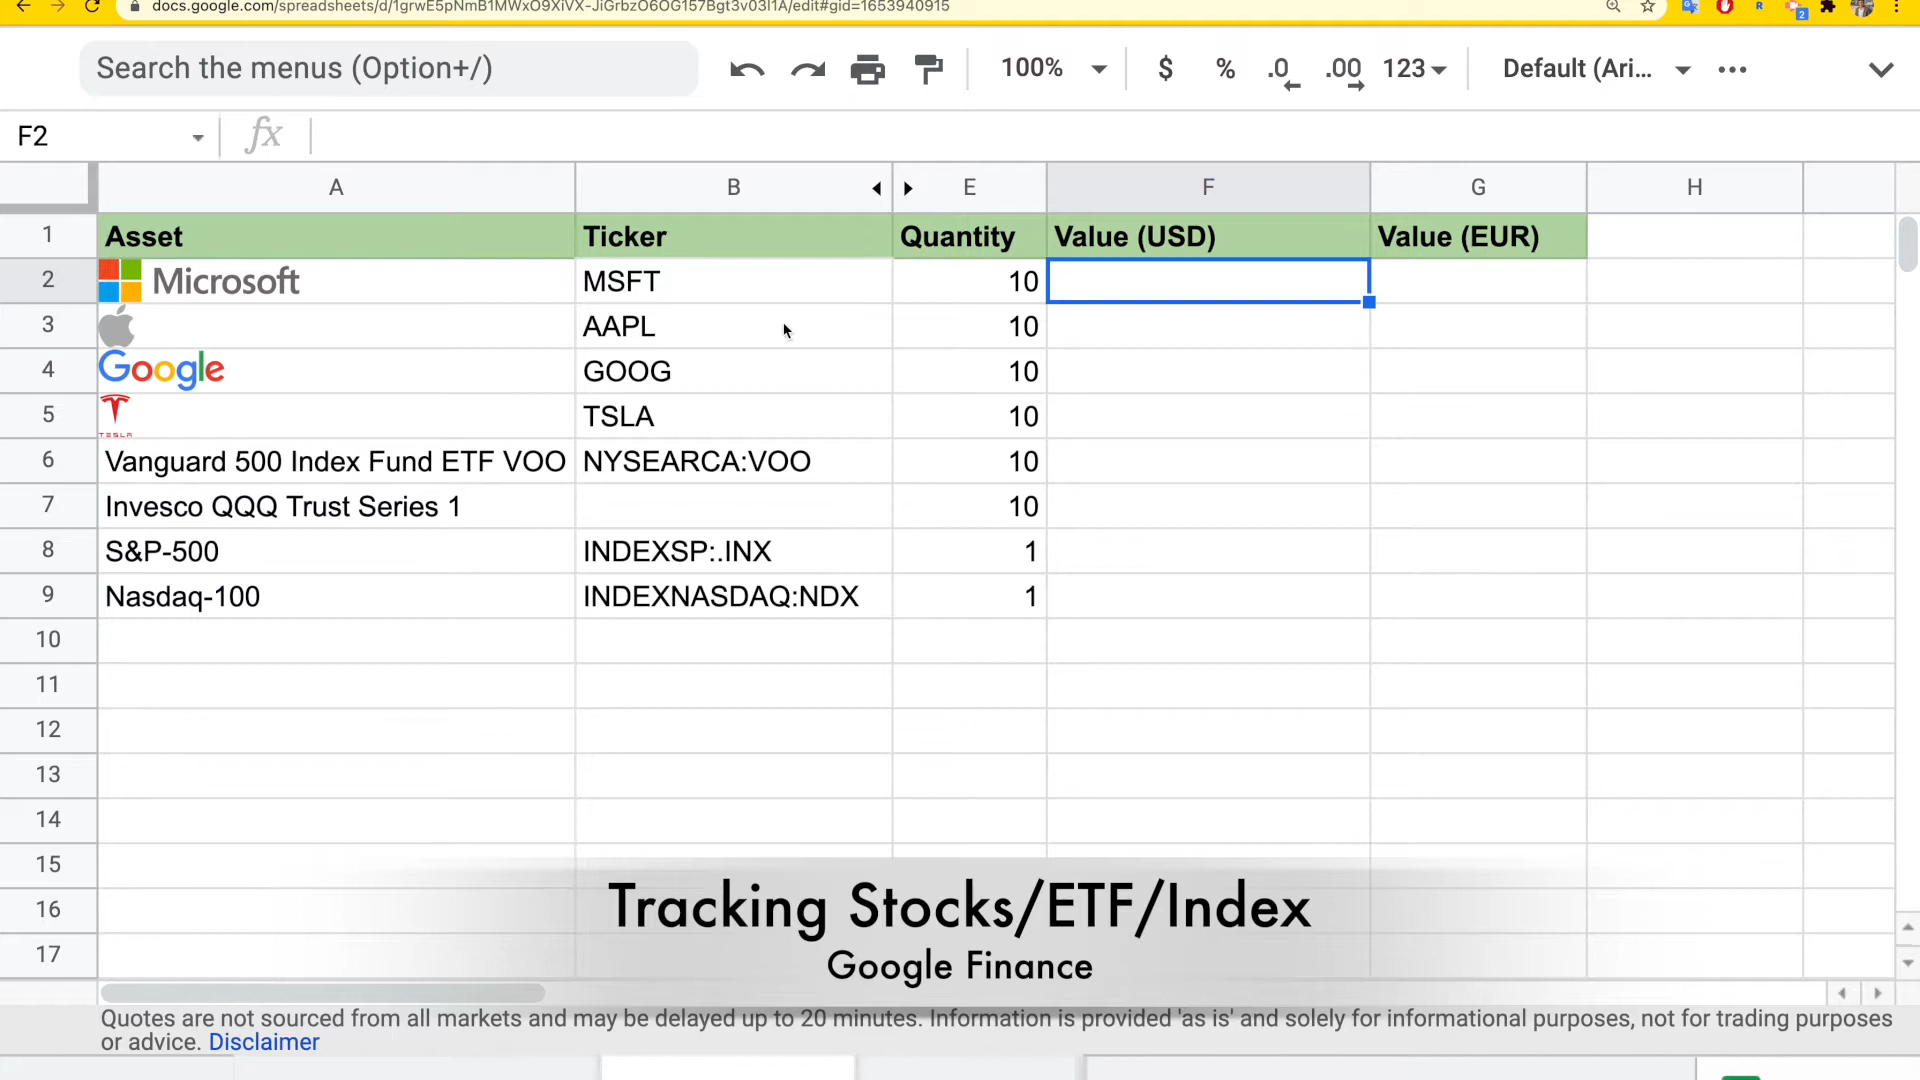 docs.google.com/spreadsheets/d/1grwE5pNmB1MWxO9XiVX-JiGrbzO6OG157Bgt3v03I1A/edit#gid=1653940915
Search the menus (Option+/)
100% $ % .0 .00 123 Default (Ari...
F2 fx
A B E F G H
1 Asset Ticker Quantity Value (USD) Value (EUR)
2 Microsoft MSFT 10
3 AAPL 10
4 Google GOOG 10
5 TESLA TSLA 10
6 Vanguard 500 Index Fund ETF VOO NYSEARCA:VOO 10
7 Invesco QQQ Trust Series 1 10
8 S&P-500 INDEXSP:.INX 1
9 Nasdaq-100 INDEXNASDAQ:NDX 1
10
11
12
13
14
15
16
17
Tracking Stocks/ETF/Index
Google Finance
Quotes are not sourced from all markets and may be delayed up to 20 minutes. Information is provided 'as is' and solely for informational purposes, not for trading purposes
or advice. Disclaimer